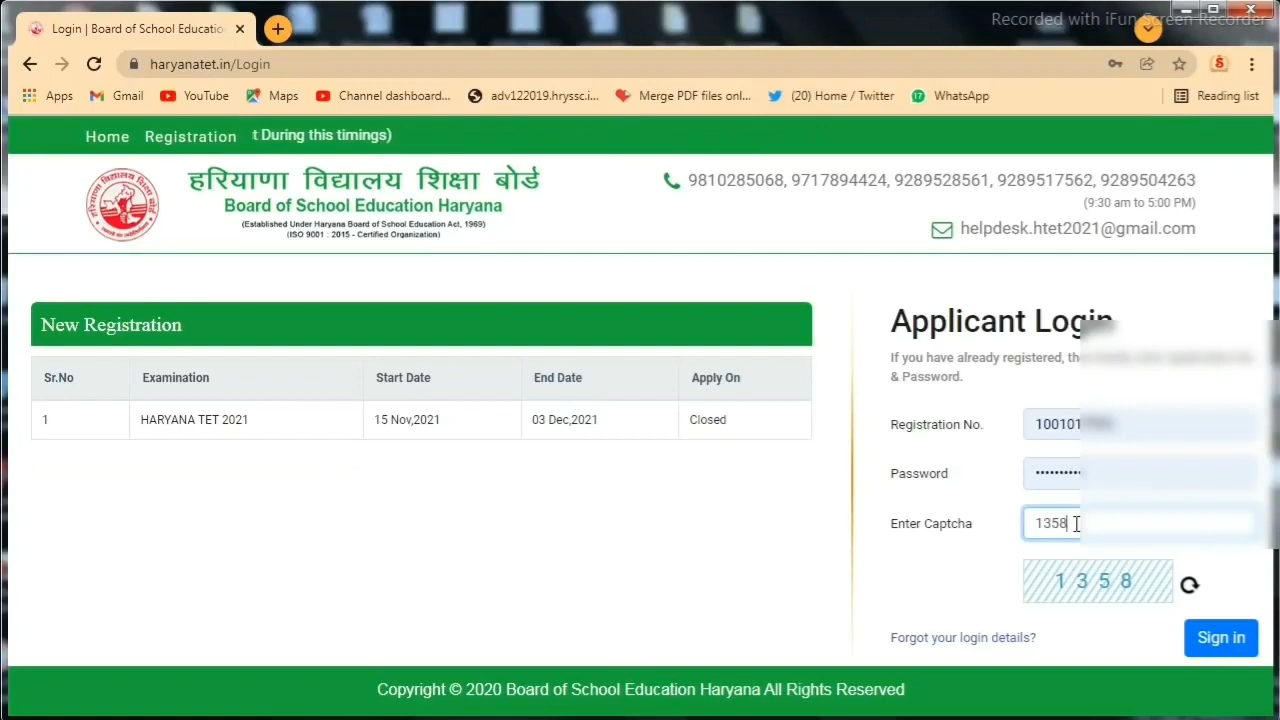 Recorded with iFun Screen Recorder
Login | Board of School Educatio
haryanatet.in/Login
Apps Gmail YouTube Maps Channel dashboard... adv122019.hryssc.i... Merge PDF files onl... (20) Home / Twitter WhatsApp Reading list
Home Registration t During this timings)
हरियाणा विद्यालय शिक्षा बोर्ड
Board of School Education Haryana
(Established Under Haryana Board of School Education Act, 1969)
(ISO 9001 : 2015 - Certified Organization)
9810285068, 9717894424, 9289528561, 9289517562, 9289504263
(9:30 am to 5:00 PM)
helpdesk.htet2021@gmail.com
New Registration
Sr.No Examination Start Date End Date Apply On
1 HARYANA TET 2021 15 Nov,2021 03 Dec,2021 Closed
Applicant Login
If you have already registered, 
& Password.
Registration No. 100101
Password
Enter Captcha 1358
1 3 5 8
Forgot your login details? Sign in
Copyright © 2020 Board of School Education Haryana All Rights Reserved